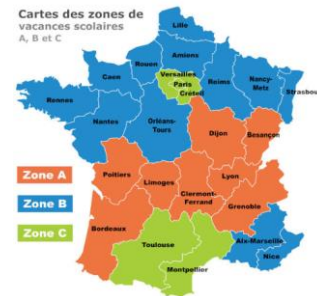 Cartes des zones de
vacances scolaires
A, B et C
Lille
Amiens
Rouen
Caen
Versailles
Paris
Créteil
Reims
Nancy-
Metz
Strasbou
Rennes
Nantes
Orléans-
Tours
Dijon
Besançon
Zone A
Zone B
Zone C
Poitiers
Limoges
Clermont-
Ferrand
Lyon
Grenoble
Bordeaux
Toulouse
Montpellier
Aix-Marseille
Nice